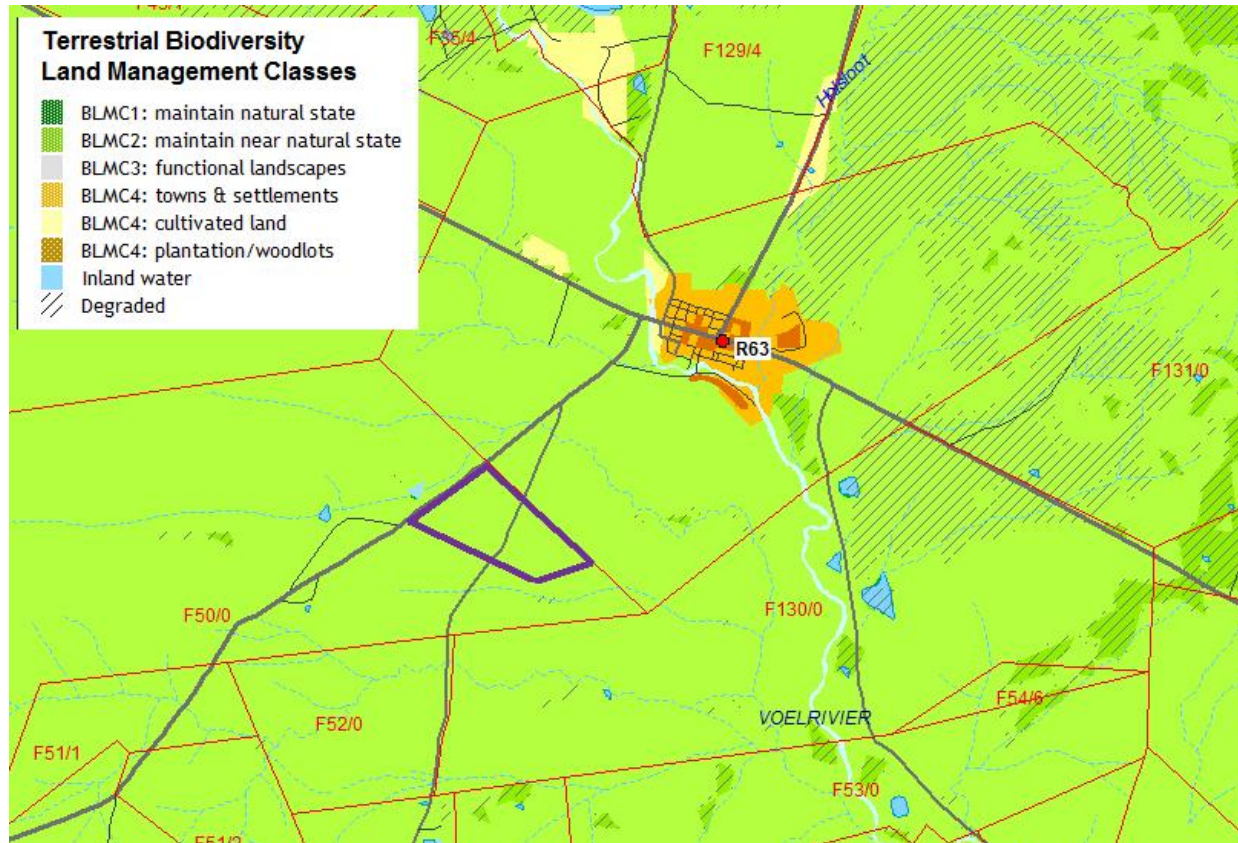 F35/4
F129/4
Terrestrial Biodiversity
Land Management Classes
BLMC1: maintain natural state
BLMC2: maintain near natural state
BLMC3: functional landscapes
BLMC4: towns & settlements
BLMC4: cultivated land
BLMC4: plantation/woodlots
Inland water
Degraded
Holsloot
R63
F131/0
F50/0
F130/0
F52/0
F54/6
VOELRIVIER
F51/1
F53/0